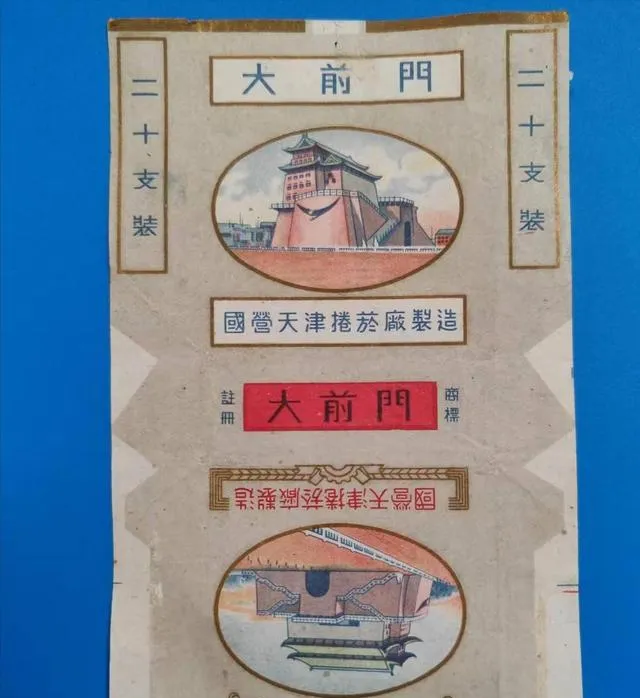 大前門
二十支裝
二十支裝
國營天津捲菸廠製造
註冊
大前門
商標
國營天津捲菸廠製造